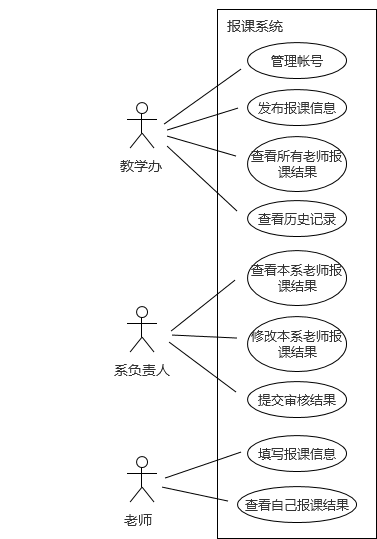 报课系统
管理帐号
发布报课信息
教学办
查看所有老师报
课结果
查看历史记录
查看本系老师报
课结果
系负责人
修改本系老师报
课结果
提交审核结果
填写报课信息
老师
查看自己报课结果